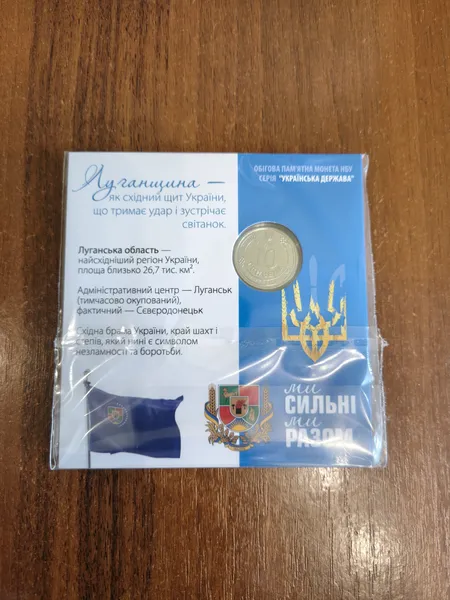 Луганщина —
як східний щит України,
що тримає удар і зустрічає
світанок.
ОБІГОВА ПАМ'ЯТНА МОНЕТА НБУ
СЕРІЯ "УКРАЇНСЬКА ДЕРЖАВА"
Луганська область —
найсхідніший регіон України,
площа близько 26,7 тис. км².
Адміністративний центр — Луганськ
(тимчасово окупований),
фактичний — Сєвєродонецьк
Східна брама України, край шахт і
степів, який нині є символом
незламності та боротьби.
10
ми
СИЛЬНІ
ми
РАЗОМ